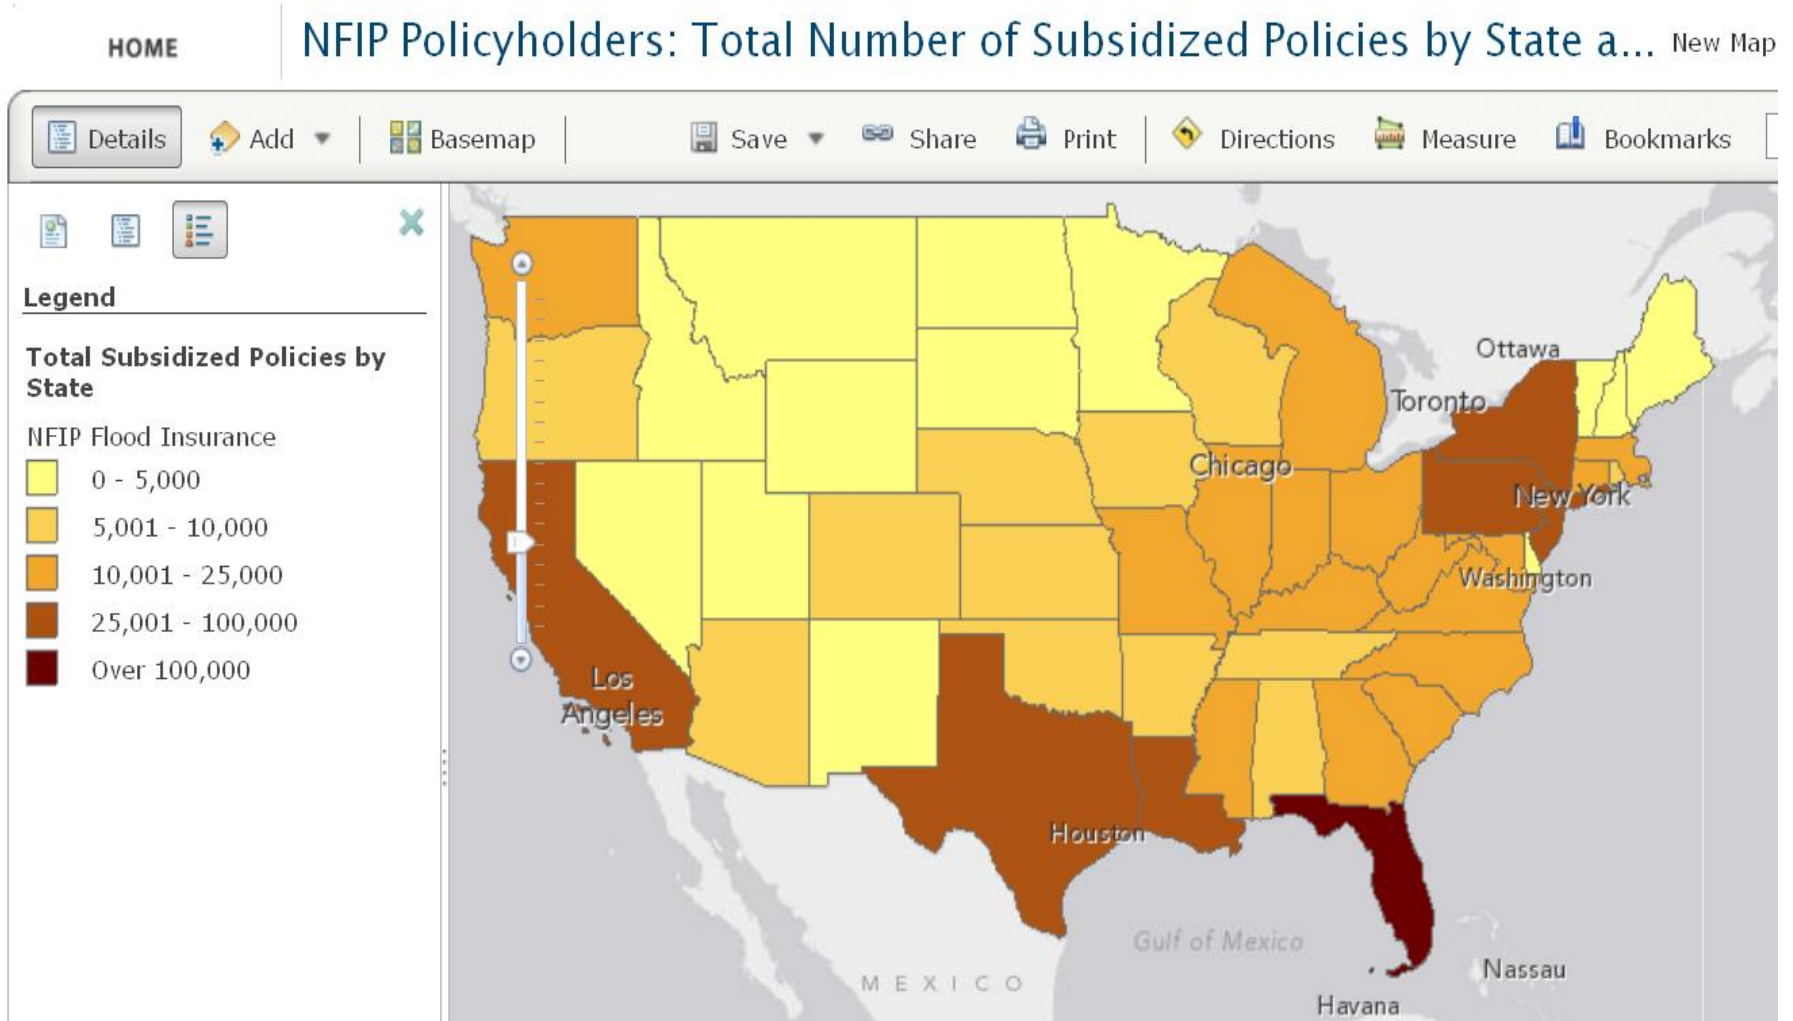 HOME
NFIP Policyholders: Total Number of Subsidized Policies by State a...
New Map
Details
Add
Basemap
Save
Share
Print
Directions
Measure
Bookmarks
Legend
Total Subsidized Policies by
State
NFIP Flood Insurance
0 - 5,000
5,001 - 10,000
10,001 - 25,000
25,001 - 100,000
Over 100,000
Ottawa
Toronto
Chicago
New York
Washington
Los
Angeles
Houston
Gulf of Mexico
MEXICO
Nassau
Havana